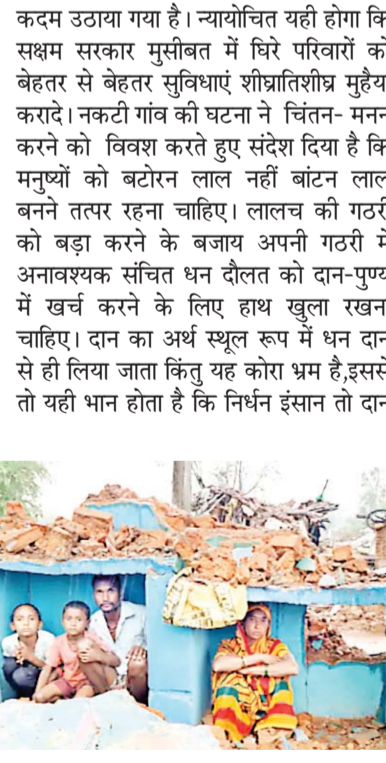 कदम उठाया गया है। न्यायोचित यही होगा कि
सक्षम सरकार मुसीबत में घिरे परिवारों को
बेहतर से बेहतर सुविधाएं शीघ्रातिशीघ्र मुहैय
करादे। नकटी गांव की घटना ने चिंतन- मनन
करने को विवश करते हुए संदेश दिया है कि
मनुष्यों को बटोरन लाल नहीं बांटन लाल
बनने तत्पर रहना चाहिए। लालच की गठरी
को बड़ा करने के बजाय अपनी गठरी में
अनावश्यक संचित धन दौलत को दान-पुण्य
में खर्च करने के लिए हाथ खुला रखन
चाहिए। दान का अर्थ स्थूल रूप में धन दान
से ही लिया जाता किंतु यह कोरा भ्रम है,इससे
तो यही भान होता है कि निर्धन इंसान तो दान